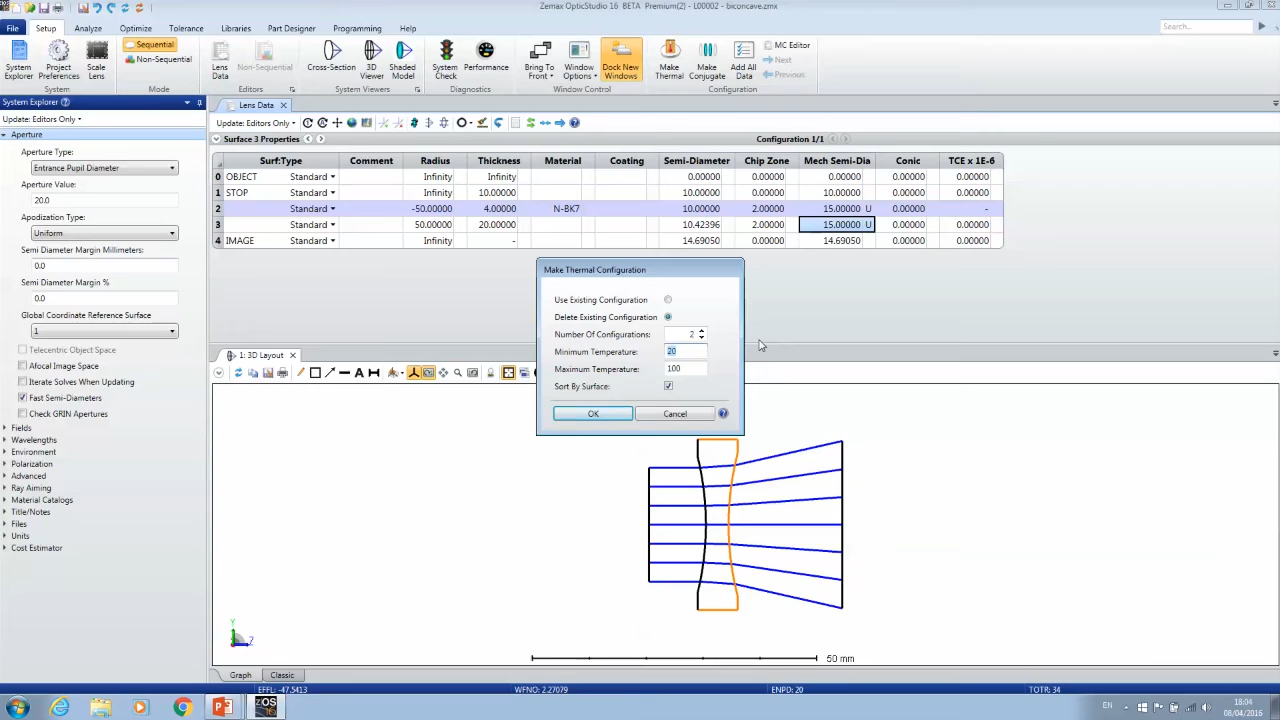 Zemax OpticStudio 16 BETA Premium(2) - L00002 - biconcave.zmx
File Setup Analyze Optimize Tolerance Libraries Part Designer Programming Help
Search...
System Explorer Project Preferences Scale Lens Sequential Non-Sequential Lens Data Non-Sequential Cross-Section 3D Viewer Shaded Model System Check Performance Bring To Front Window Options Dock New Windows Make Thermal Make Conjugate Add All Data MC Editor Next Previous
System Mode Editors System Viewers Diagnostics Window Control Configuration
System Explorer
Update: Editors Only
Aperture
Aperture Type:
Entrance Pupil Diameter
Aperture Value:
20.0
Apodization Type:
Uniform
Semi Diameter Margin Millimeters:
0.0
Semi Diameter Margin %
0.0
Global Coordinate Reference Surface
1
Telecentric Object Space
Afocal Image Space
Iterate Solves When Updating
Fast Semi-Diameters
Check GRIN Apertures
Fields
Wavelengths
Environment
Polarization
Advanced
Ray Aiming
Material Catalogs
Title/Notes
Files
Units
Cost Estimator
Lens Data
Update: Editors Only
Surface 3 Properties Configuration 1/1
Surf:Type Comment Radius Thickness Material Coating Semi-Diameter Chip Zone Mech Semi-Dia Conic TCE x 1E-6
0 OBJECT Standard Infinity Infinity 0.00000 0.00000 0.00000 0.00000 0.00000
1 STOP Standard Infinity 10.00000 10.00000 0.00000 10.00000 0.00000 0.00000
2 Standard -50.00000 4.00000 N-BK7 10.00000 2.00000 15.00000 U 0.00000 -
3 Standard 50.00000 20.00000 10.42396 2.00000 15.00000 U 0.00000 0.00000
4 IMAGE Standard Infinity - 14.69050 0.00000 14.69050 0.00000 0.00000
Make Thermal Configuration
Use Existing Configuration
Delete Existing Configuration
Number Of Configurations: 2
Minimum Temperature: 20
Maximum Temperature: 100
Sort By Surface:
OK Cancel
1: 3D Layout
Y
Z
50 mm
Graph Classic
EFFL: -47.5413 WFNO: 2.27079 ENPD: 20 TOTR: 34
EN 18:04
08/04/2016